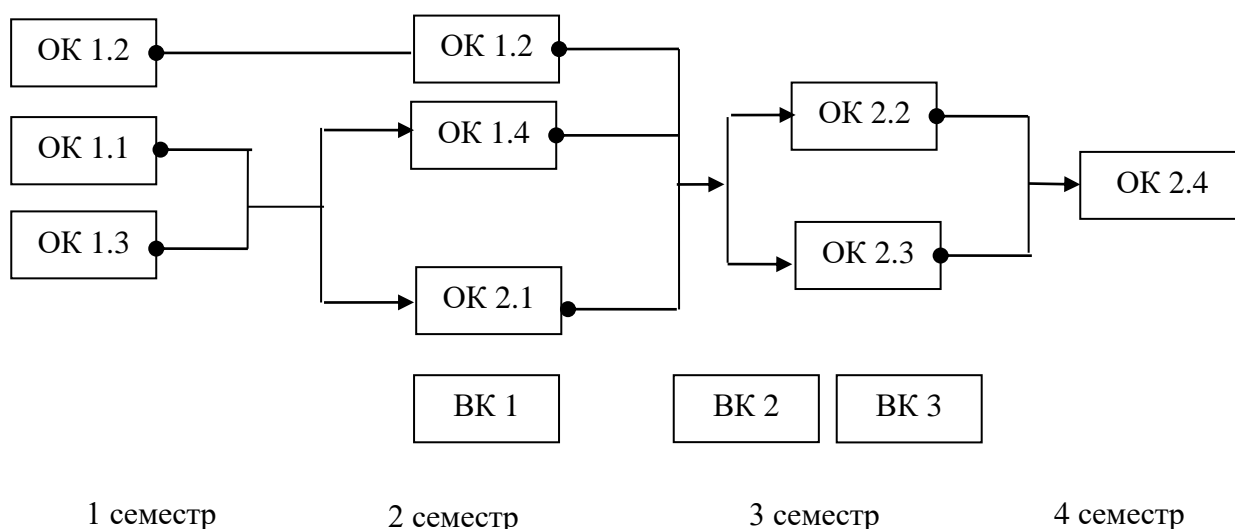 ОК 1.2
ОК 1.2
ОК 2.2
ОК 1.1
ОК 1.4
ОК 2.4
ОК 1.3
ОК 2.3
ОК 2.1
ВК 1
ВК 2
ВК 3
1 семестр
2 семестр
3 семестр
4 семестр